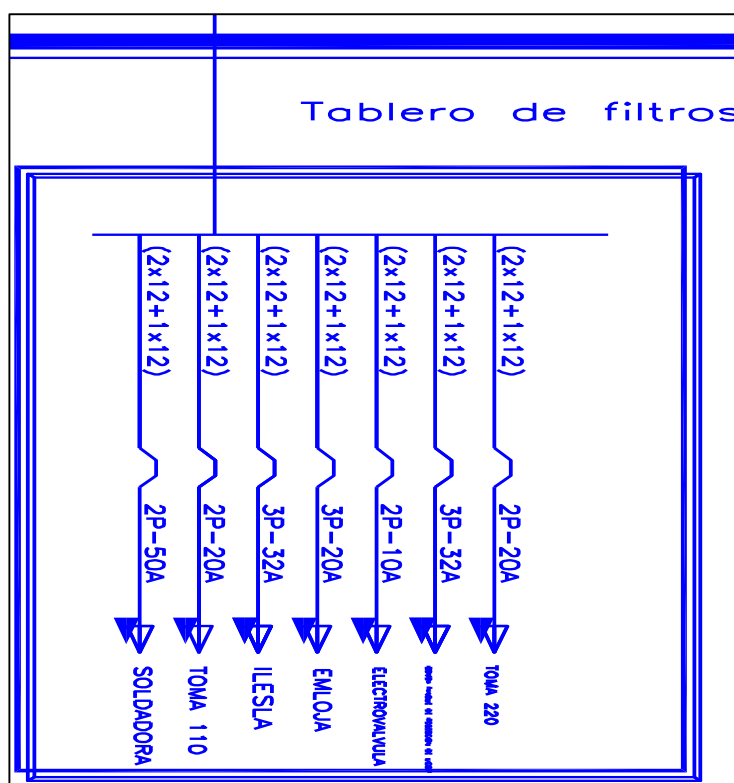 Tablero de filtros
(2x12+1x12)
2P-50A
SOLDADORA
(2x12+1x12)
2P-20A
TOMA 110
(2x12+1x12)
3P-32A
ILESLA
(2x12+1x12)
3P-20A
EMLOJA
(2x12+1x12)
2P-10A
ELECTROVALVULA
(2x12+1x12)
3P-32A
(2x12+1x12)
2P-20A
TOMA 220